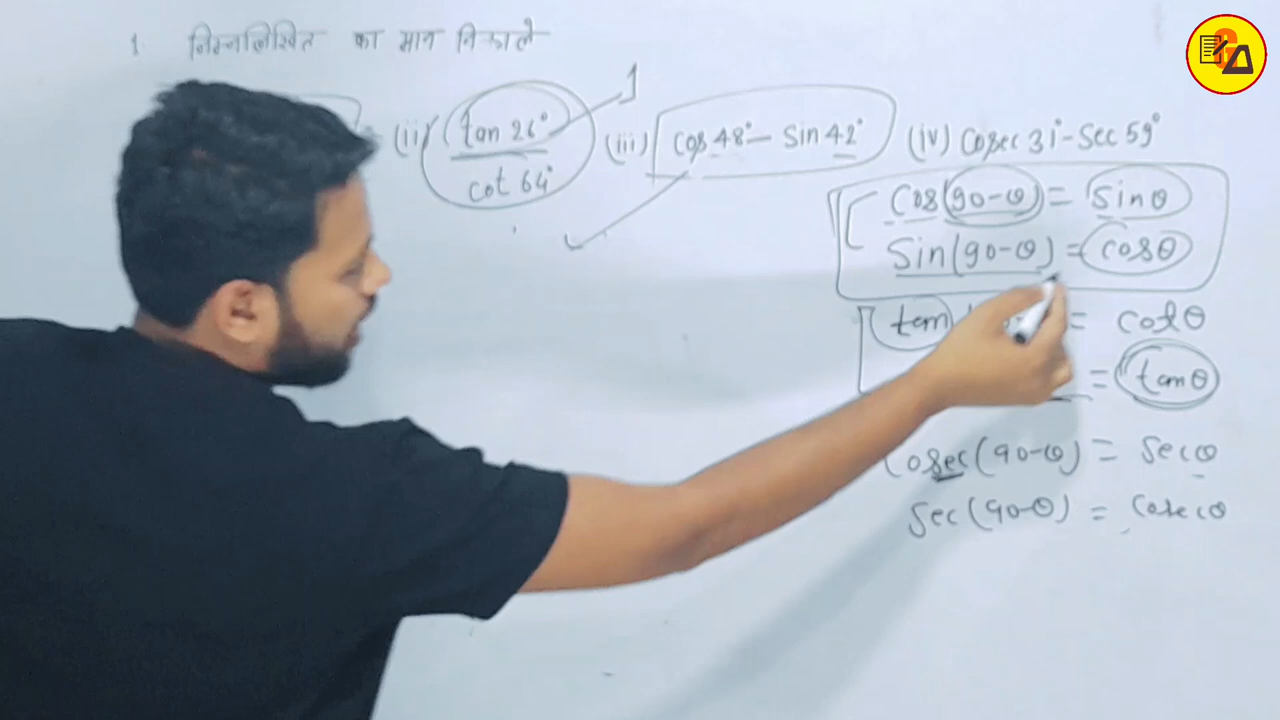 1 निम्नलिखित का मान निकाले
(ii) tan 26° / cot 64° 1 (iii) cos 48° - sin 42° (iv) Cosec 31° - Sec 59°
Cos(90-θ) = Sinθ
Sin(90-θ) = cosθ
tan = cotθ
= tanθ
Cosec(90-θ) = Secθ
Sec(90-θ) = Cosecθ